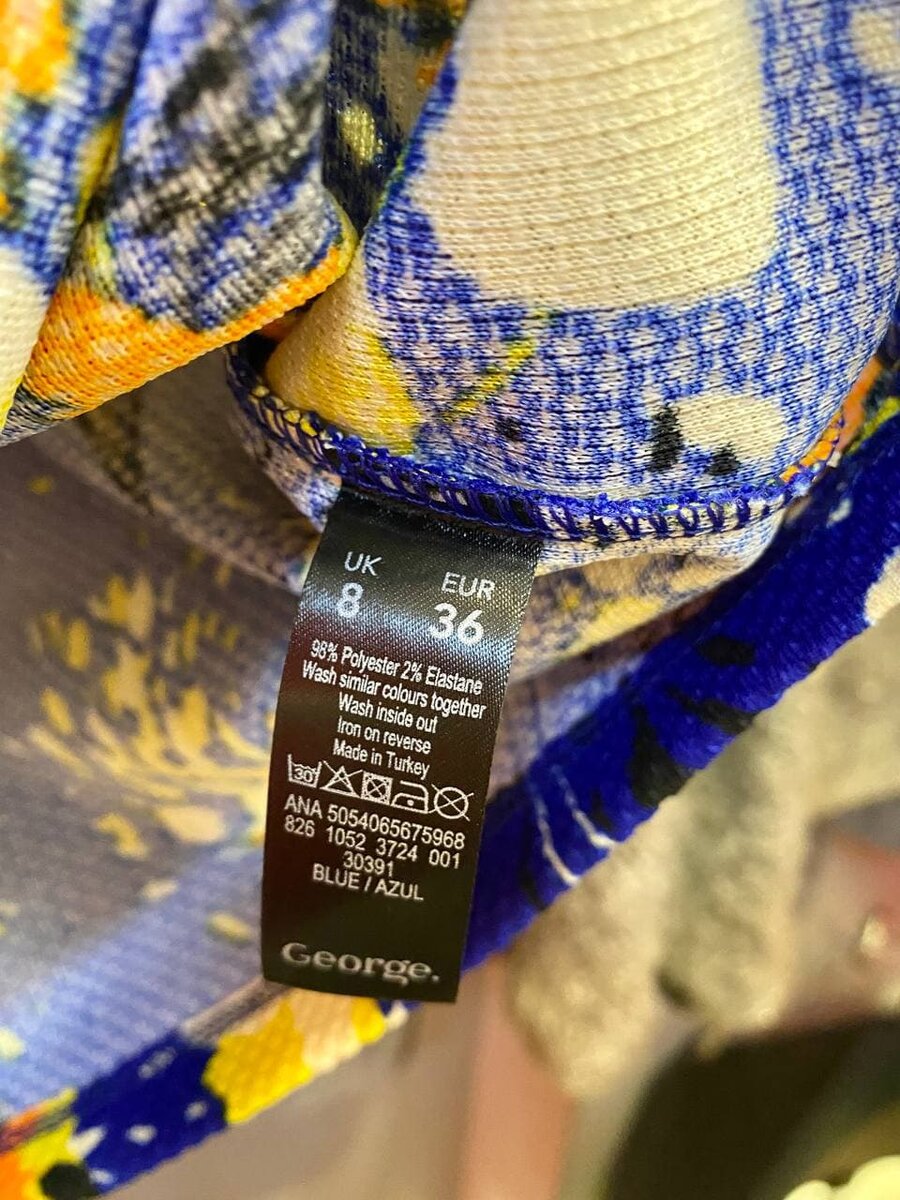 UK EUR
8 36
98% Polyester 2% Elastane
Wash similar colours together
Wash inside out
Iron on reverse
Made in Turkey
30
ANA 5054065675968
826 1052 3724 001
30391
BLUE / AZUL
George.